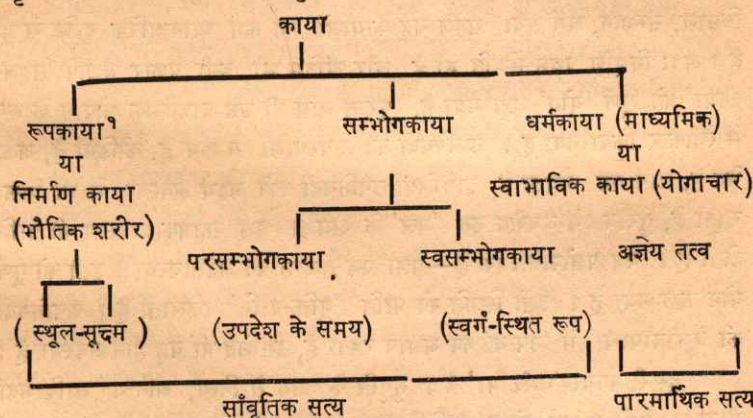 काया
रूपकाया १ सम्भोगकाया धर्मकाया (माध्यमिक)
या या
निर्माण काया स्वाभाविक काया (योगाचार)
(भौतिक शरीर)
परसम्भोगकाया स्वसम्भोगकाया अज्ञेय तत्व
(स्थूल-सूक्ष्म) (उपदेश के समय) (स्वर्ग-स्थित रूप)
साँवृतिक सत्य पारमार्थिक सत्य